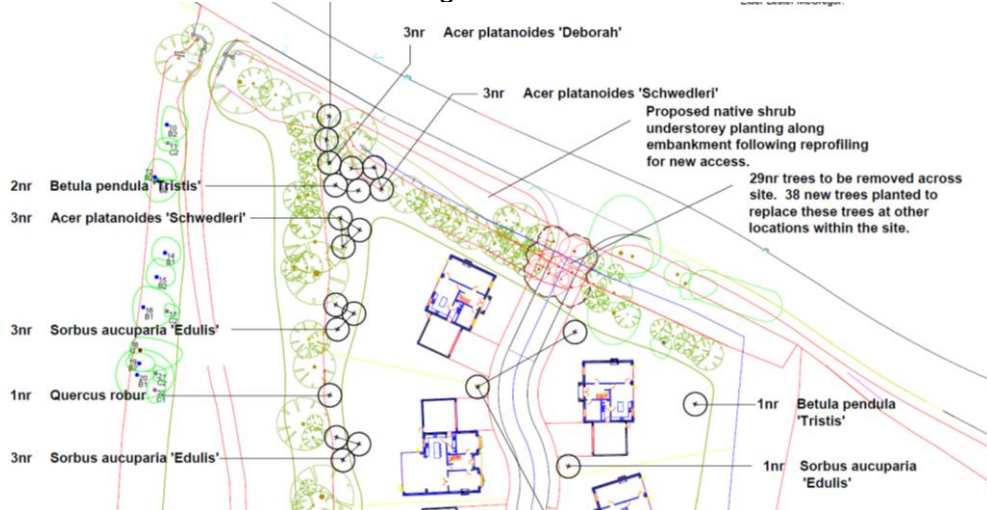 3nr Acer platanoides 'Deborah'
3nr Acer platanoides 'Schwedleri'
Proposed native shrub
understorey planting along
embankment following reprofiling
for new access.
29nr trees to be removed across
site. 38 new trees planted to
replace these trees at other
locations within the site.
2nr Betula pendula 'Tristis'
3nr Acer platanoides 'Schwedleri'
3nr Sorbus aucuparia 'Edulis'
1nr Quercus robur
3nr Sorbus aucuparia 'Edulis'
1nr Betula pendula
'Tristis'
1nr Sorbus aucuparia
'Edulis'